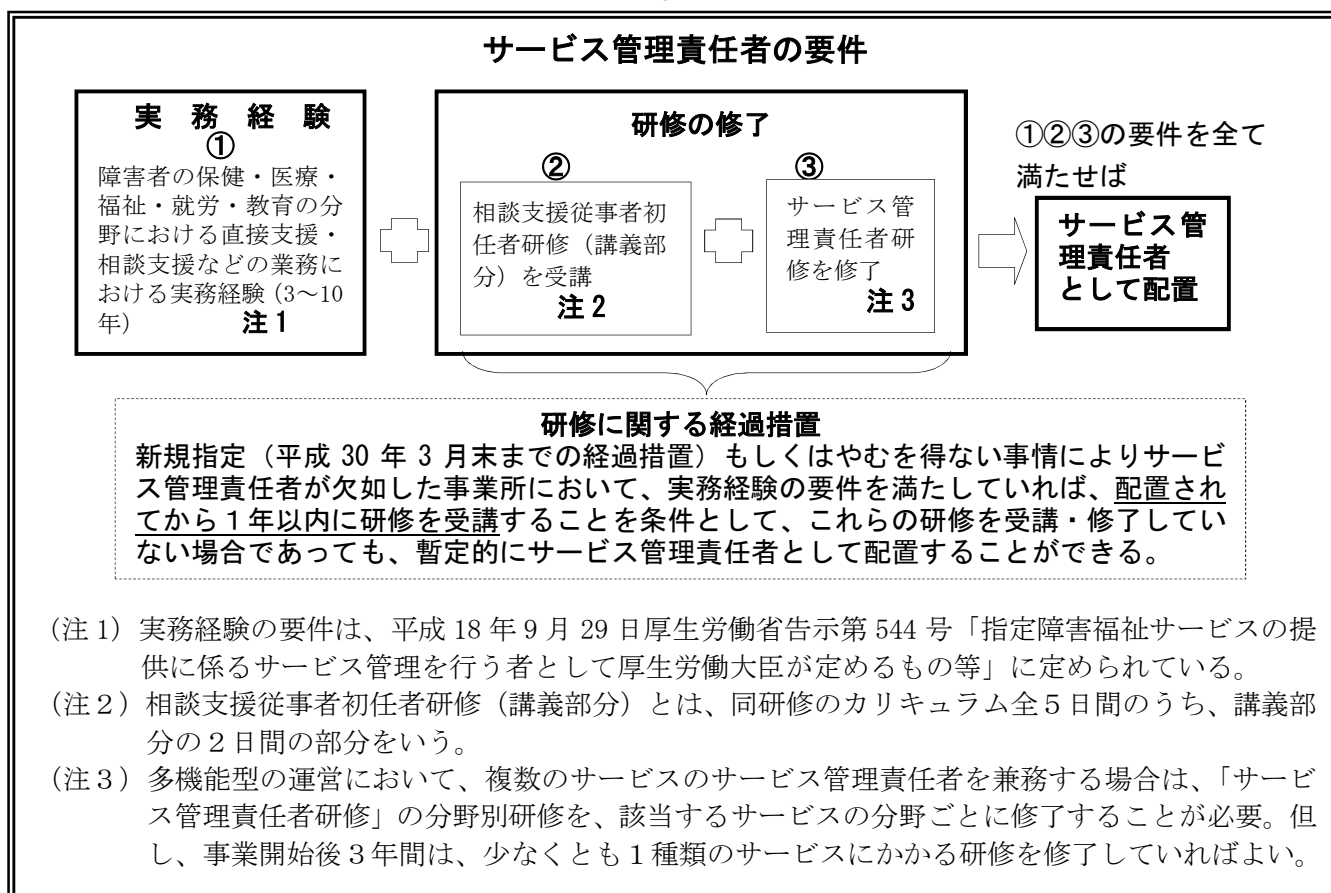 サービス管理責任者の要件
実務経験
①
障害者の保健・医療・
福祉・就労・教育の分
野における直接支援・
相談支援などの業務に
おける実務経験(3～10
年) 注1
研修の修了
②
相談支援従事者初
任者研修（講義部
分）を受講
注2
③
サービス管
理責任者研
修を修了
注3
①②③の要件を全て
満たせば
サービス管
理責任者
として配置
研修に関する経過措置
新規指定（平成 30 年 3 月末までの経過措置）もしくはやむを得ない事情によりサービ
ス管理責任者が欠如した事業所において、実務経験の要件を満たしていれば、配置され
てから１年以内に研修を受講することを条件として、これらの研修を受講・修了してい
ない場合であっても、暫定的にサービス管理責任者として配置することができる。
（注 1）実務経験の要件は、平成 18 年 9 月 29 日厚生労働省告示第 544 号「指定障害福祉サービスの提
供に係るサービス管理を行う者として厚生労働大臣が定めるもの等」に定められている。
（注２）相談支援従事者初任者研修（講義部分）とは、同研修のカリキュラム全５日間のうち、講義部
分の２日間の部分をいう。
（注３）多機能型の運営において、複数のサービスのサービス管理責任者を兼務する場合は、「サービ
ス管理責任者研修」の分野別研修を、該当するサービスの分野ごとに修了することが必要。但
し、事業開始後３年間は、少なくとも１種類のサービスにかかる研修を修了していればよい。